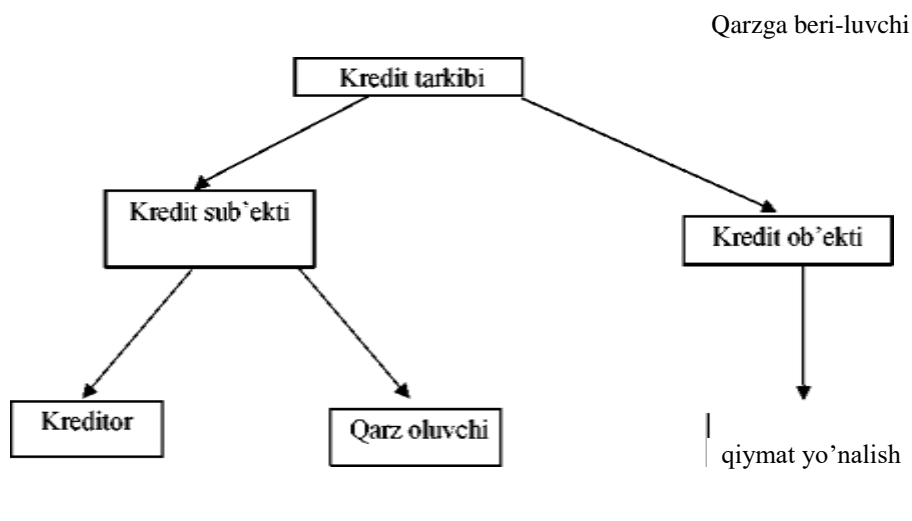 Qarzga beri-luvchi
Kredit tarkibi
Kredit sub’ekti
Kredit ob’ekti
Kreditor
Qarz oluvchi
qiymat yo’nalish